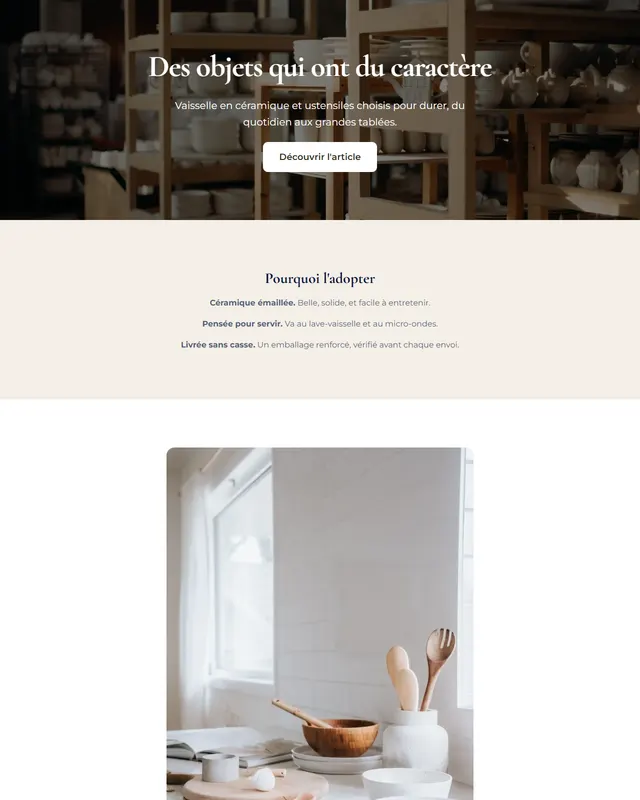 Des objets qui ont du caractère
Vaisselle en céramique et ustensiles choisis pour durer, du
quotidien aux grandes tablées.
Découvrir l'article
Pourquoi l'adopter
Céramique émaillée. Belle, solide, et facile à entretenir.
Pensée pour servir. Va au lave-vaisselle et au micro-ondes.
Livrée sans casse. Un emballage renforcé, vérifié avant chaque envoi.